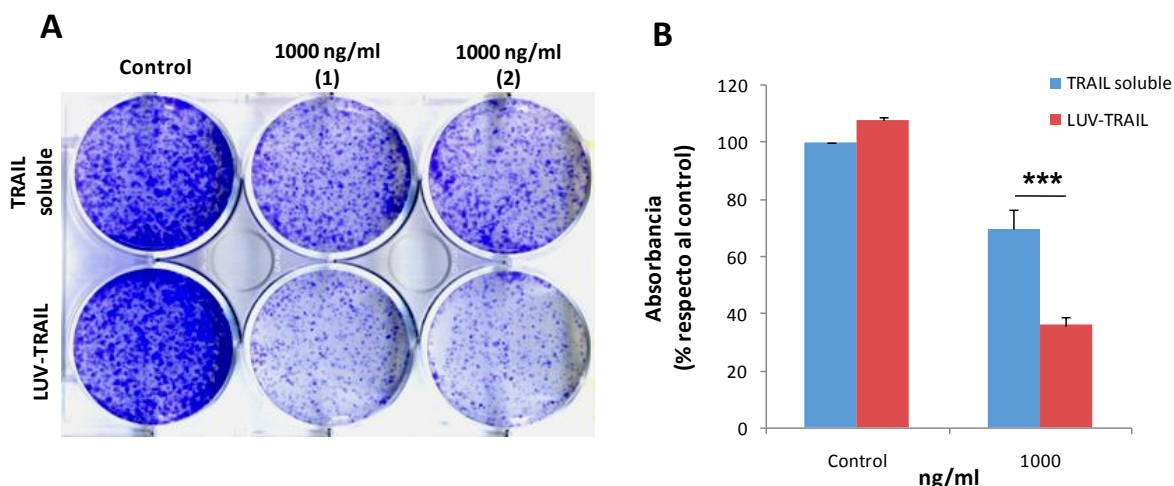 A
Control
1000 ng/ml
(1)
1000 ng/ml
(2)
TRAIL
soluble
LUV-TRAIL
B
TRAIL soluble
LUV-TRAIL
Absorbancia
(% respecto al control)
120
100
80
60
40
20
0
***
Control
1000
ng/ml